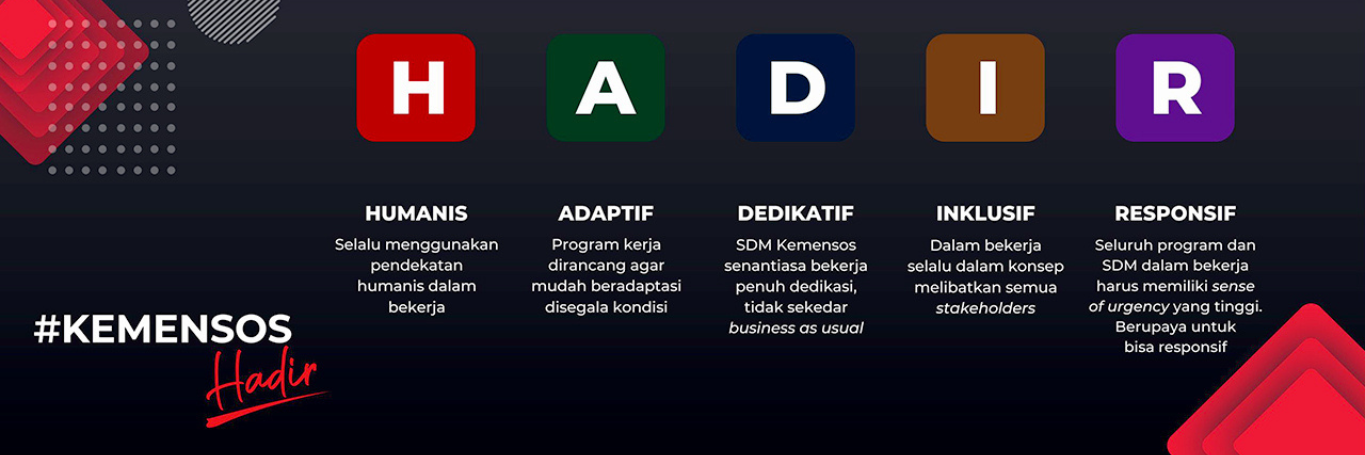 H
A
D
I
R
HUMANIS
Selalu menggunakan
pendekatan
humanis dalam
bekerja
ADAPTIF
Program kerja
dirancang agar
mudah beradaptasi
disegala kondisi
DEDIKATIF
SDM Kemensos
senantiasa bekerja
penuh dedikasi,
tidak sekedar
business as usual
INKLUSIF
Dalam bekerja
selalu dalam konsep
melibatkan semua
stakeholders
RESPONSIF
Seluruh program dan
SDM dalam bekerja
harus memiliki sense
of urgency yang tinggi.
Berupaya untuk
bisa responsif
#KEMENSOS
Hadir